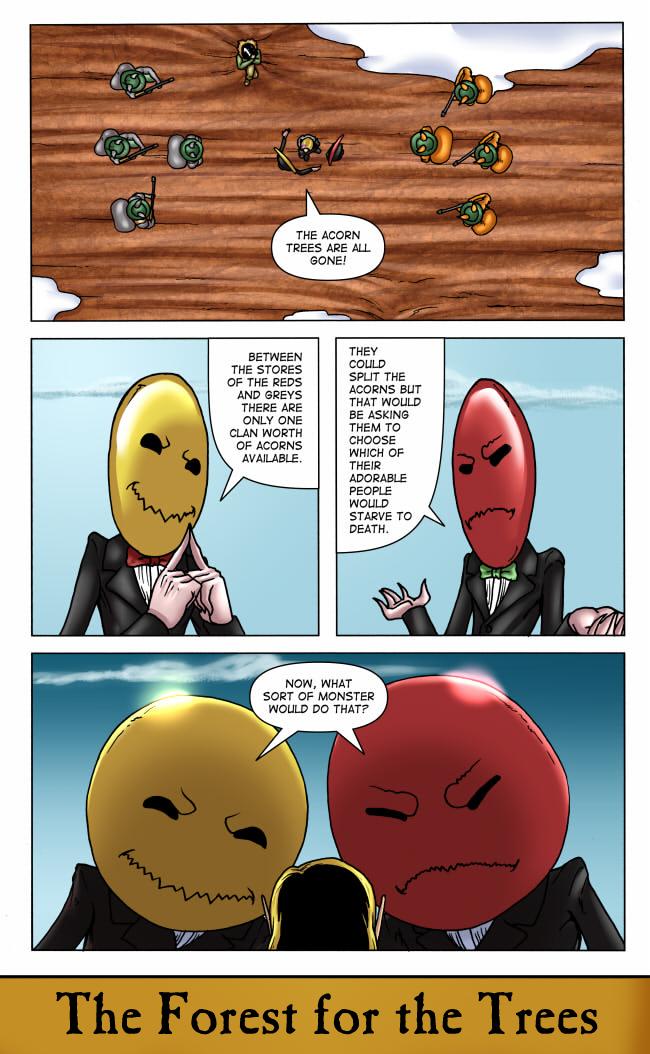 THE ACORN
TREES ARE ALL
GONE!
BETWEEN
THE STORES
OF THE REDS
AND GREYS
THERE ARE
ONLY ONE
CLAN WORTH
OF ACORNS
AVAILABLE.
THEY
COULD
SPLIT THE
ACORNS BUT
THAT WOULD
BE ASKING
THEM TO
CHOOSE
WHICH OF
THEIR
ADORABLE
PEOPLE
WOULD
STARVE TO
DEATH.
NOW, WHAT
SORT OF MONSTER
WOULD DO THAT?
The Forest for the Trees